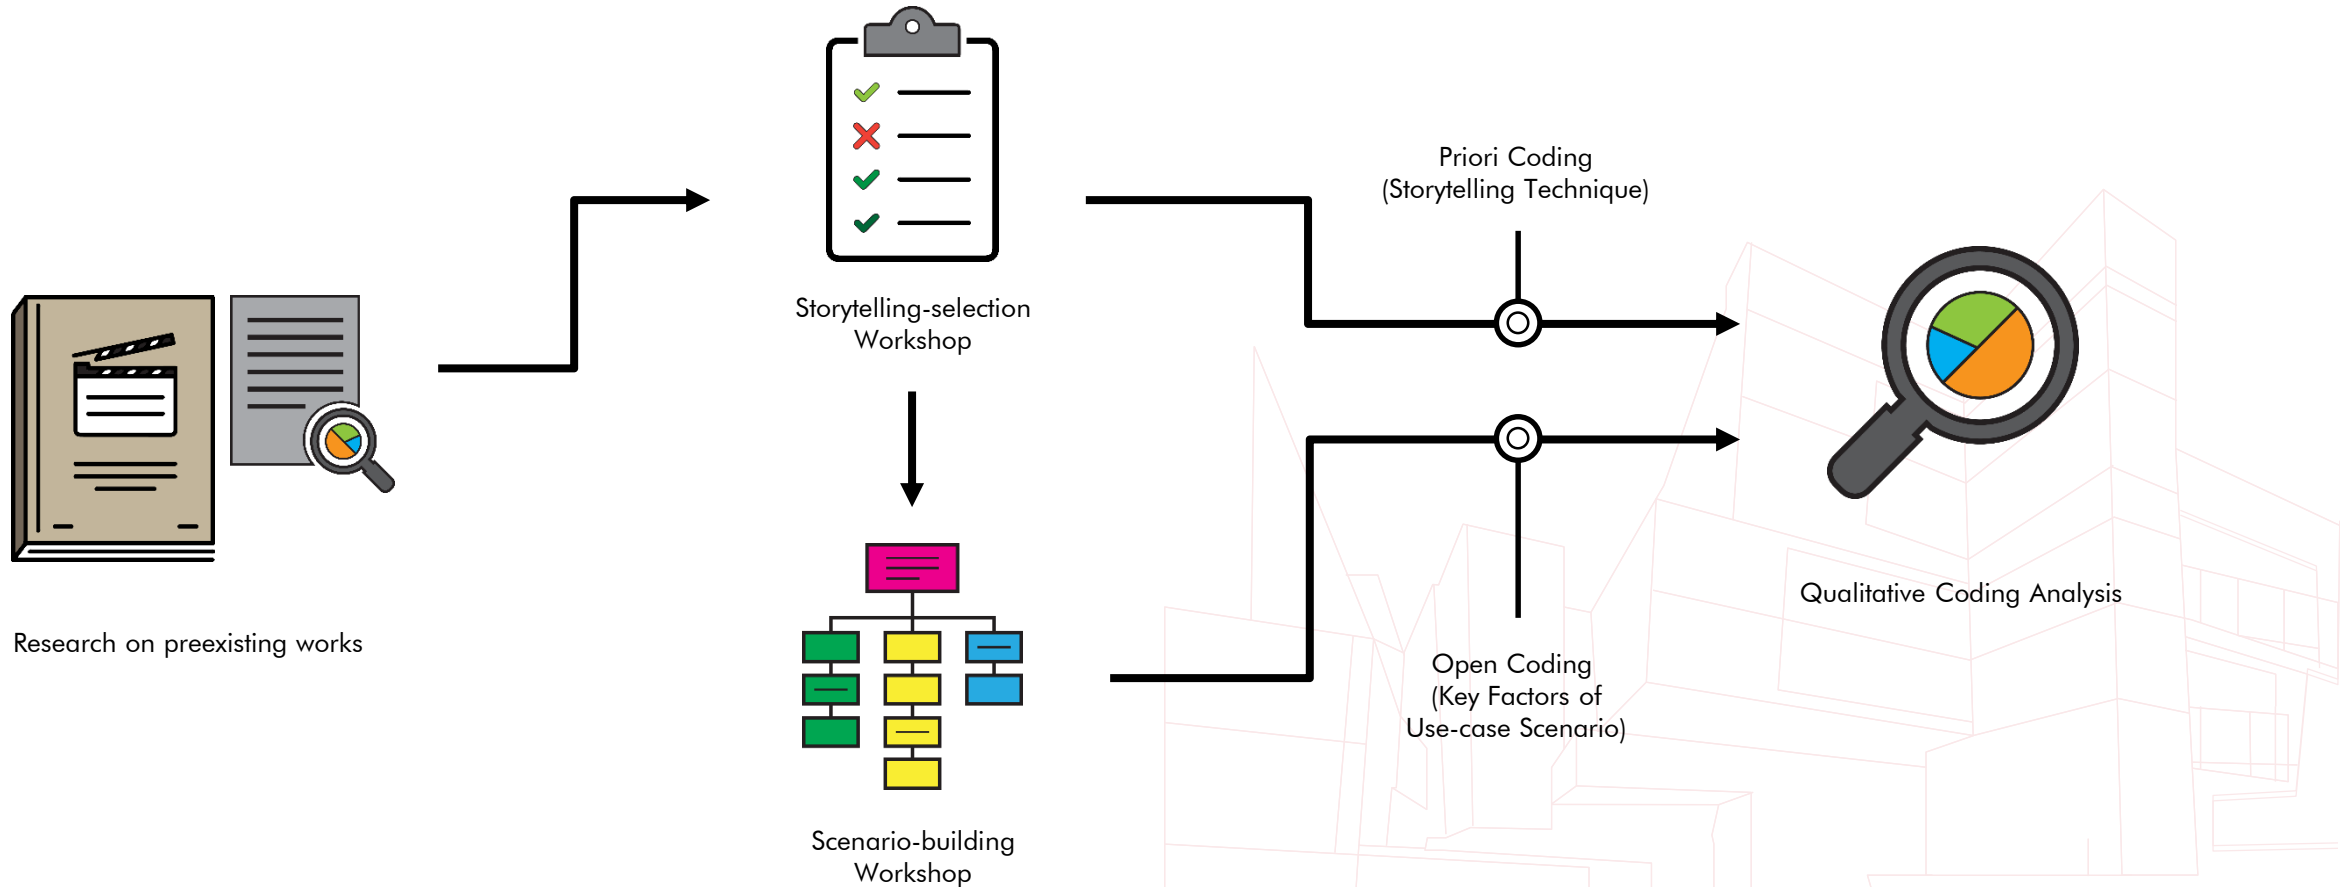 Research on preexisting works
Storytelling-selection
Workshop
Scenario-building
Workshop
Priori Coding
(Storytelling Technique)
Open Coding
(Key Factors of
Use-case Scenario)
Qualitative Coding Analysis